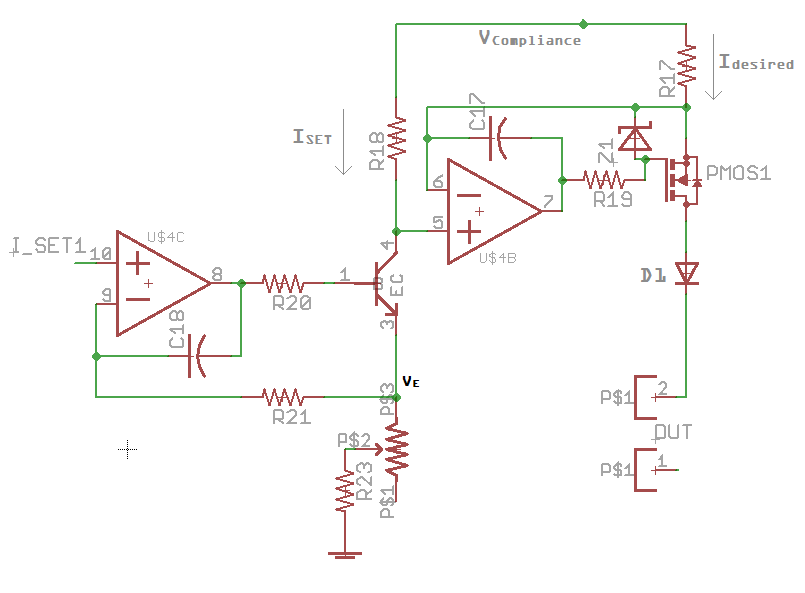 VCompliance
Idesired
R17
C17
ISET
R18
Z1
PMOS1
6
7
R19
5
I_SET1
10
U$4C
4
U$4B
8
1
B
EC
D1
9
R20
C18
3
VE
P$3
2
P$1
R21
P$2
DUT
R23
1
P$1
P$1